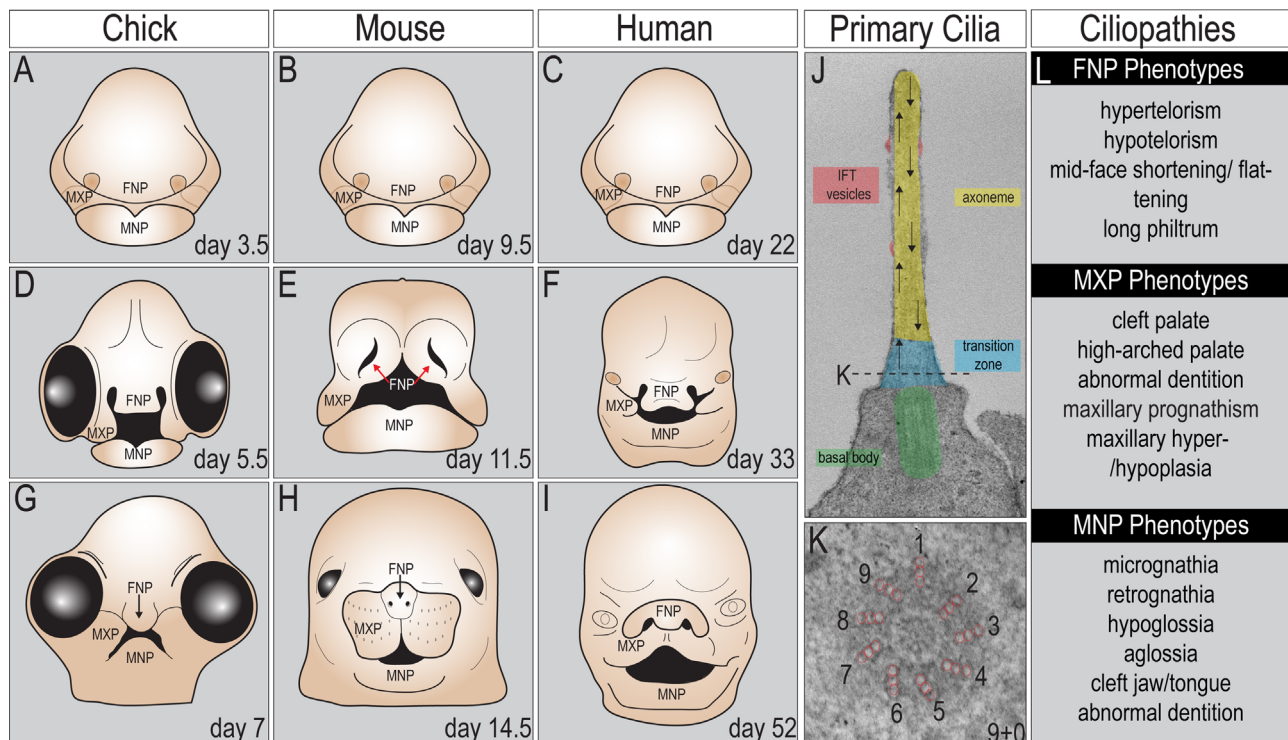 Chick
Mouse
Human
Primary Cilia
Ciliopathies
A
MXP
FNP
MNP
day 3.5
B
MXP
FNP
MNP
day 9.5
C
MXP
FNP
MNP
day 22
D
FNP
MXP
MNP
day 5.5
E
FNP
MXP
MNP
day 11.5
F
MXP
FNP
MNP
day 33
G
FNP
MXP
MNP
day 7
H
FNP
MXP
MNP
day 14.5
I
FNP
MXP
MNP
day 52
J
IFT
vesicles
axoneme
transition
zone
K
basal body
K
1
2
3
4
5
6
7
8
9
9+0
L
FNP Phenotypes
hypertelorism
hypotelorism
mid-face shortening/ flat-
tening
long philtrum
MXP Phenotypes
cleft palate
high-arched palate
abnormal dentition
maxillary prognathism
maxillary hyper-
/hypoplasia
MNP Phenotypes
micrognathia
retrognathia
hypoglossia
aglossia
cleft jaw/tongue
abnormal dentition